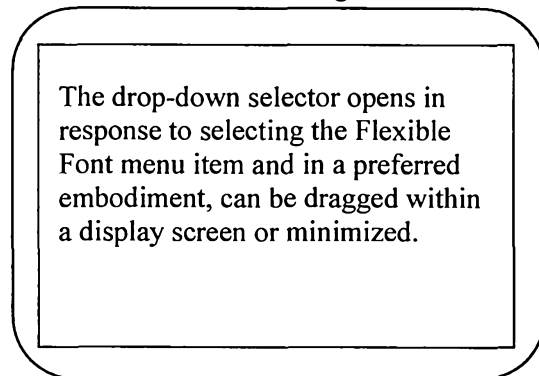 The drop-down selector opens in
response to selecting the Flexible
Font menu item and in a preferred
embodiment, can be dragged within
a display screen or minimized.